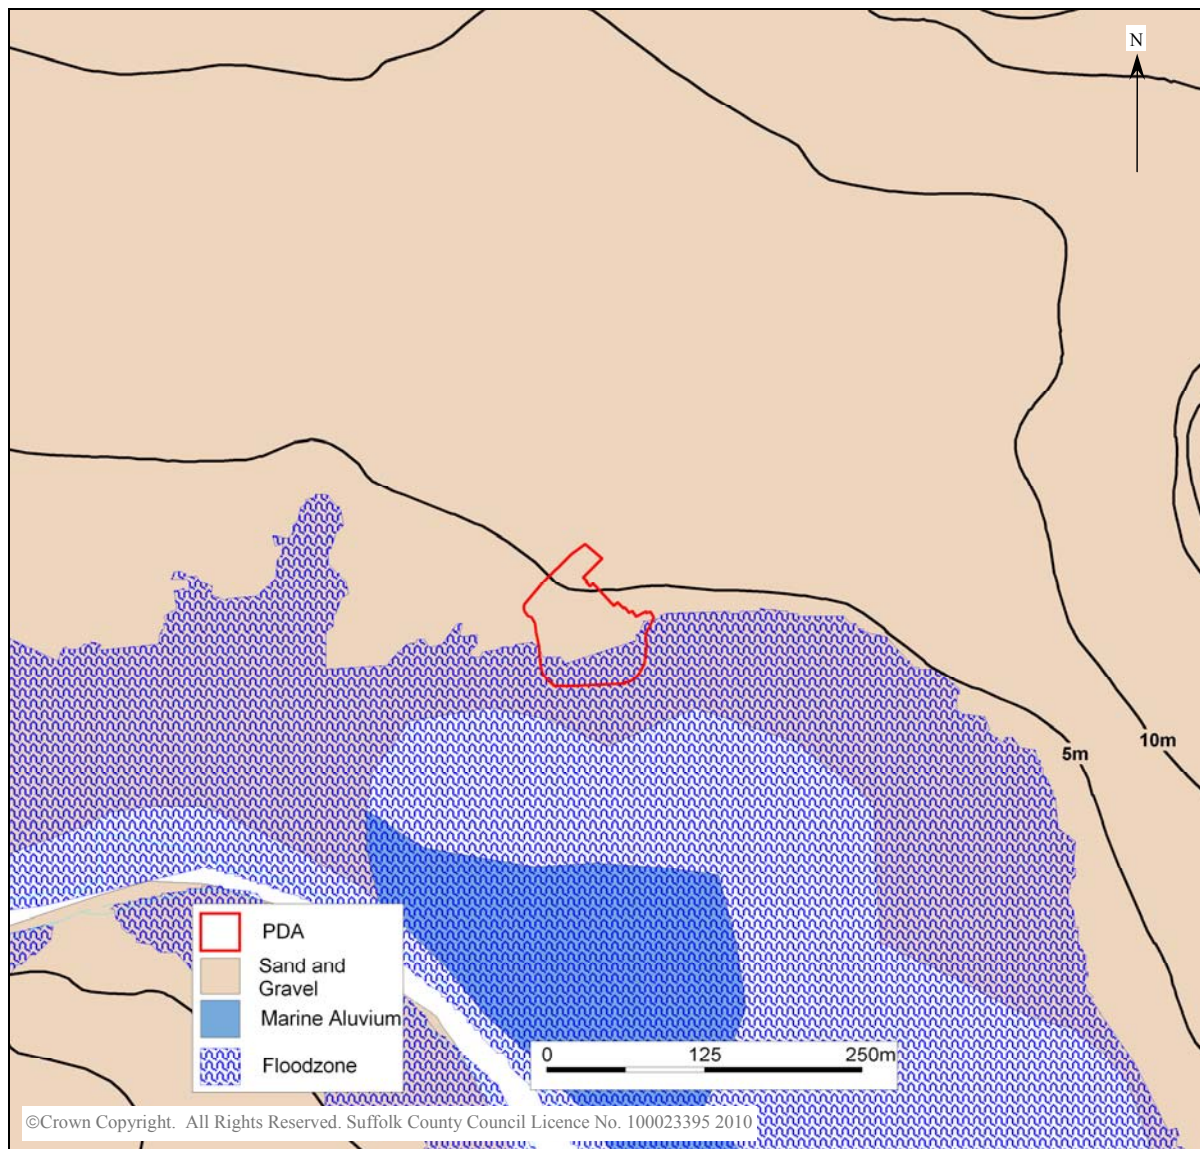 N
10m
5m
PDA
Sand and
Gravel
Marine Aluvium
Floodzone
0 125 250m
©Crown Copyright. All Rights Reserved. Suffolk County Council Licence No. 100023395 2010